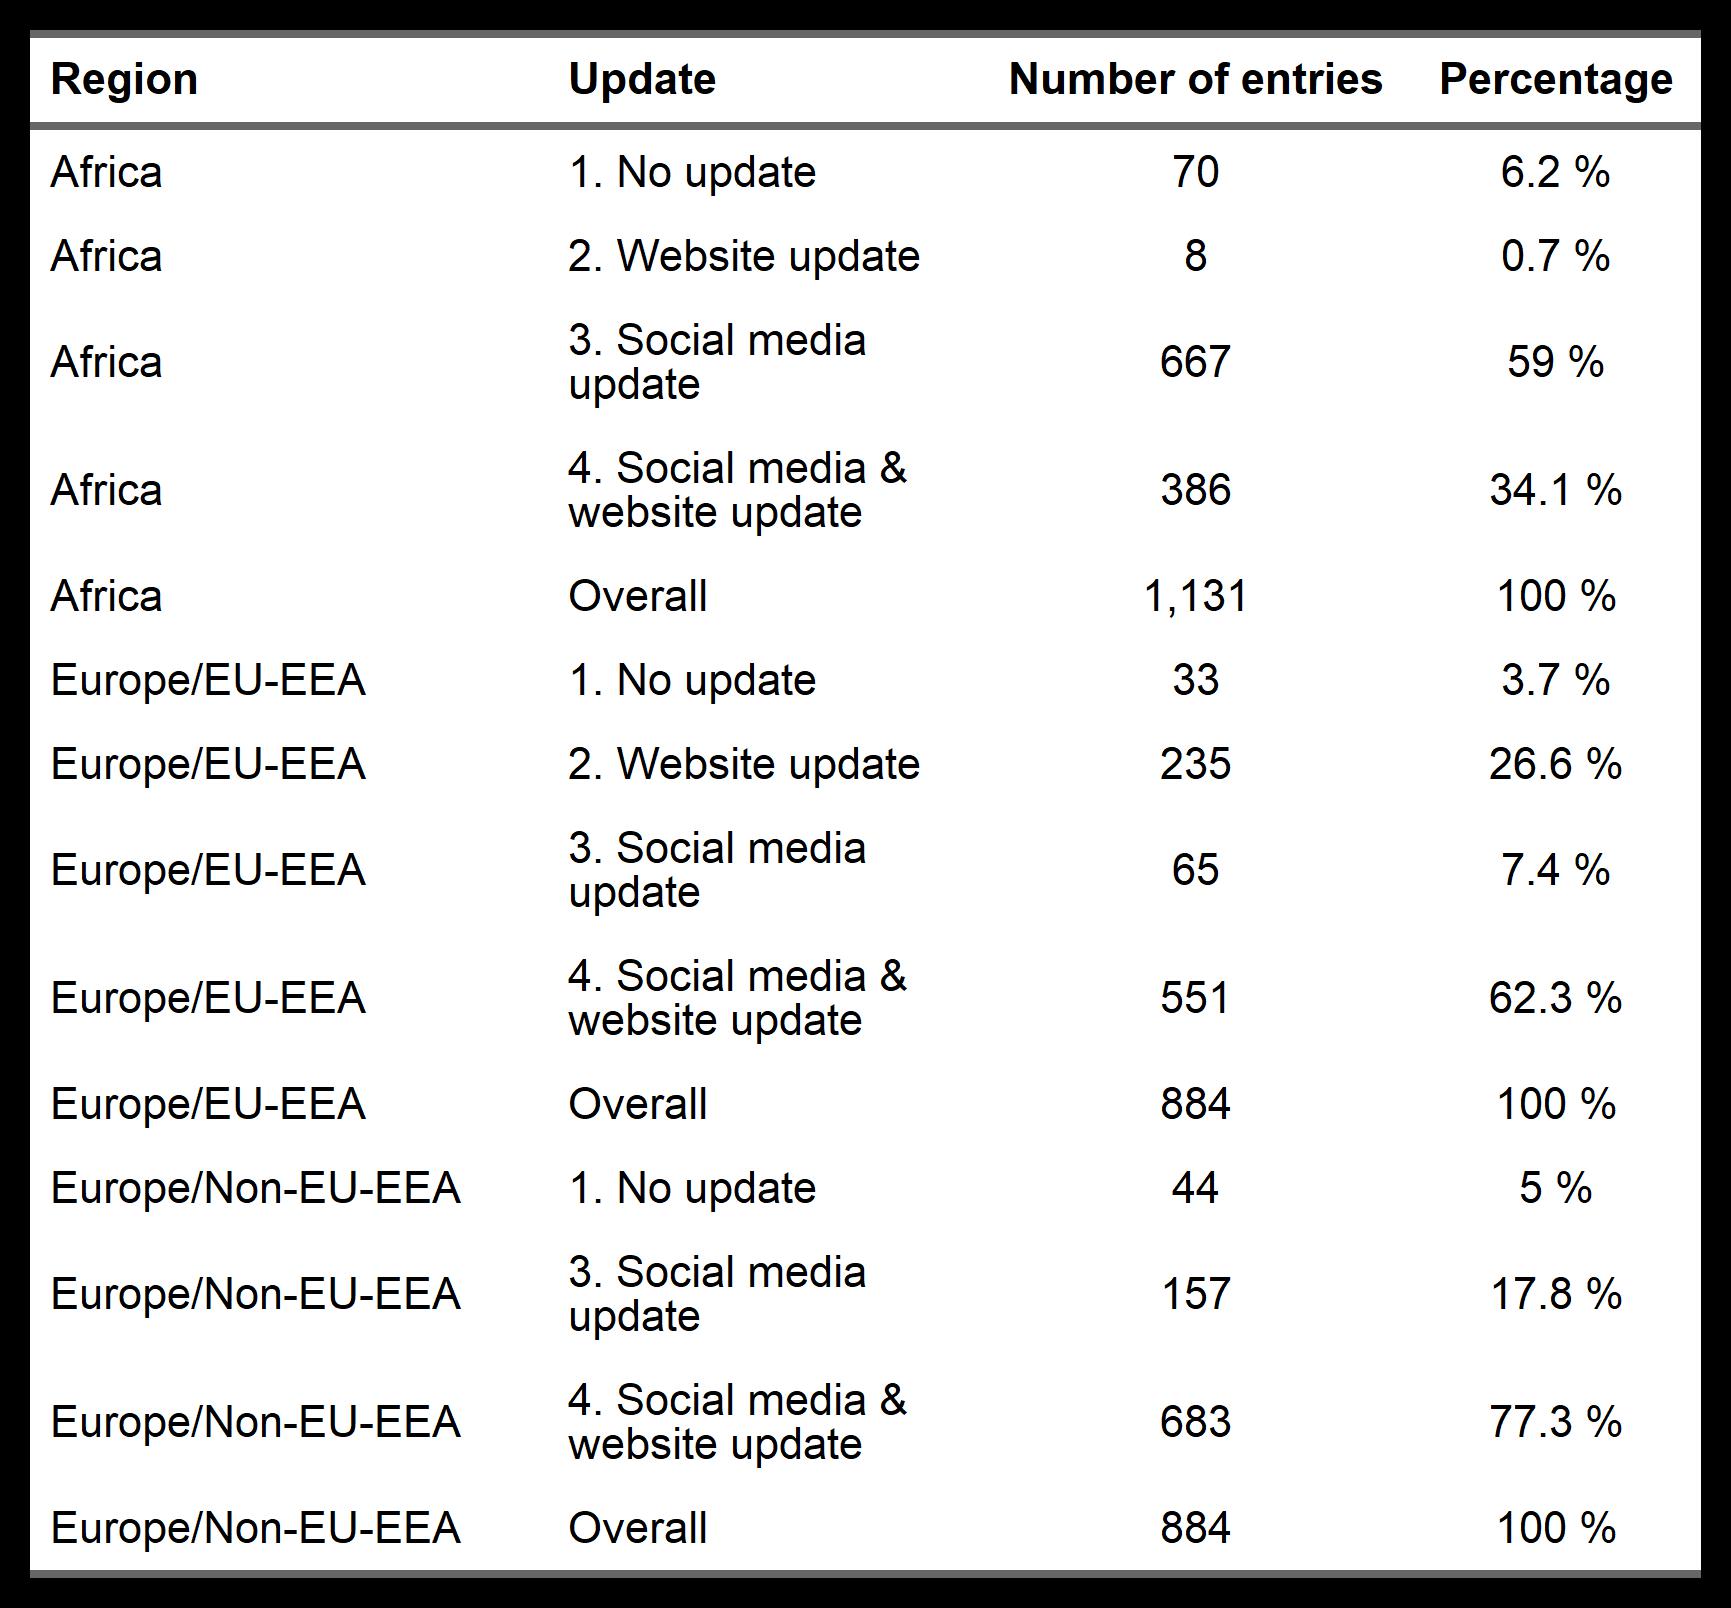 Region Update Number of entries Percentage
Africa 1. No update 70 6.2 %
Africa 2. Website update 8 0.7 %
Africa 3. Social media update 667 59 %
Africa 4. Social media & website update 386 34.1 %
Africa Overall 1,131 100 %
Europe/EU-EEA 1. No update 33 3.7 %
Europe/EU-EEA 2. Website update 235 26.6 %
Europe/EU-EEA 3. Social media update 65 7.4 %
Europe/EU-EEA 4. Social media & website update 551 62.3 %
Europe/EU-EEA Overall 884 100 %
Europe/Non-EU-EEA 1. No update 44 5 %
Europe/Non-EU-EEA 3. Social media update 157 17.8 %
Europe/Non-EU-EEA 4. Social media & website update 683 77.3 %
Europe/Non-EU-EEA Overall 884 100 %